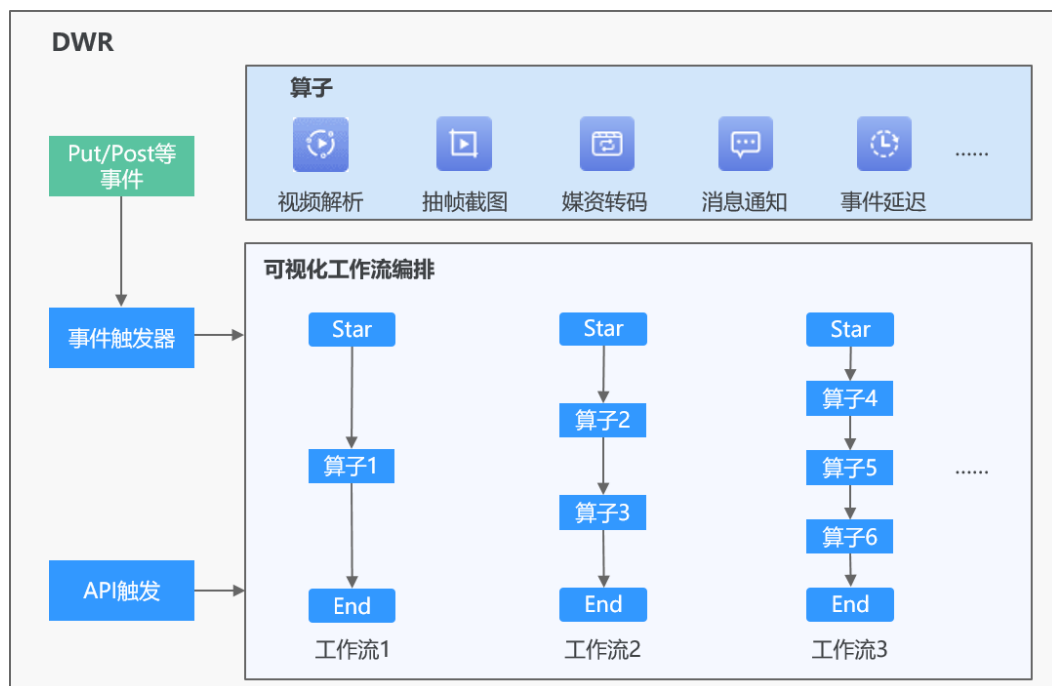 DWR
算子
视频解析
抽帧截图
媒资转码
消息通知
事件延迟
......
Put/Post等
事件
事件触发器
API触发
可视化工作流编排
Star
算子1
End
工作流1
Star
算子2
算子3
End
工作流2
Star
算子4
算子5
算子6
End
工作流3
......